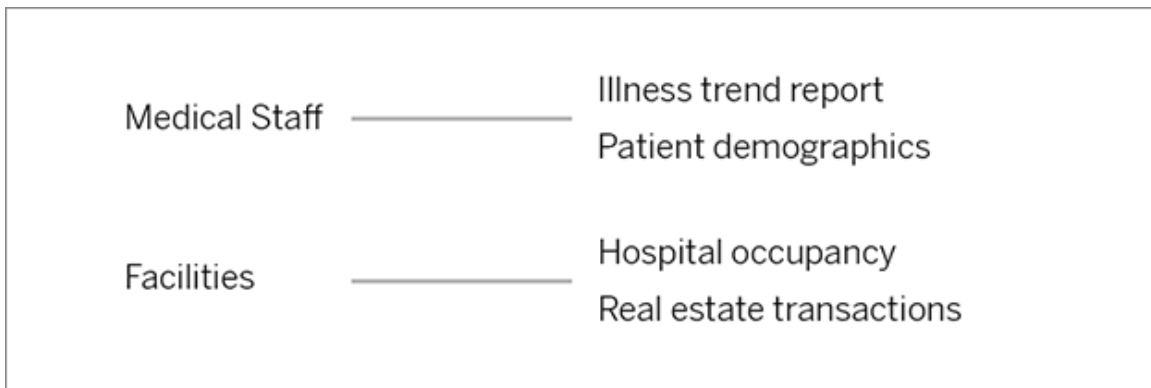 Medical Staff
Illness trend report
Patient demographics
Facilities
Hospital occupancy
Real estate transactions